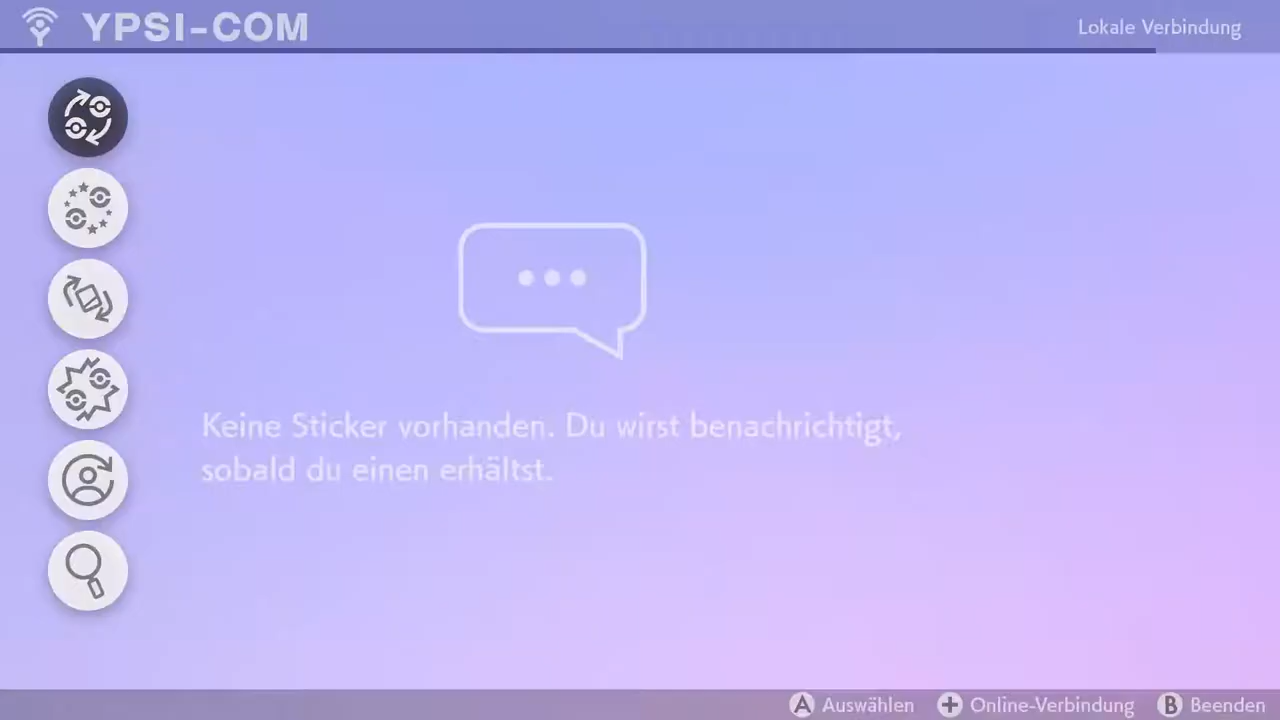 YPSI-COM
Lokale Verbindung
Keine Sticker vorhanden. Du wirst benachrichtigt,
sobald du einen erhältst.
A Auswählen + Online-Verbindung B Beenden